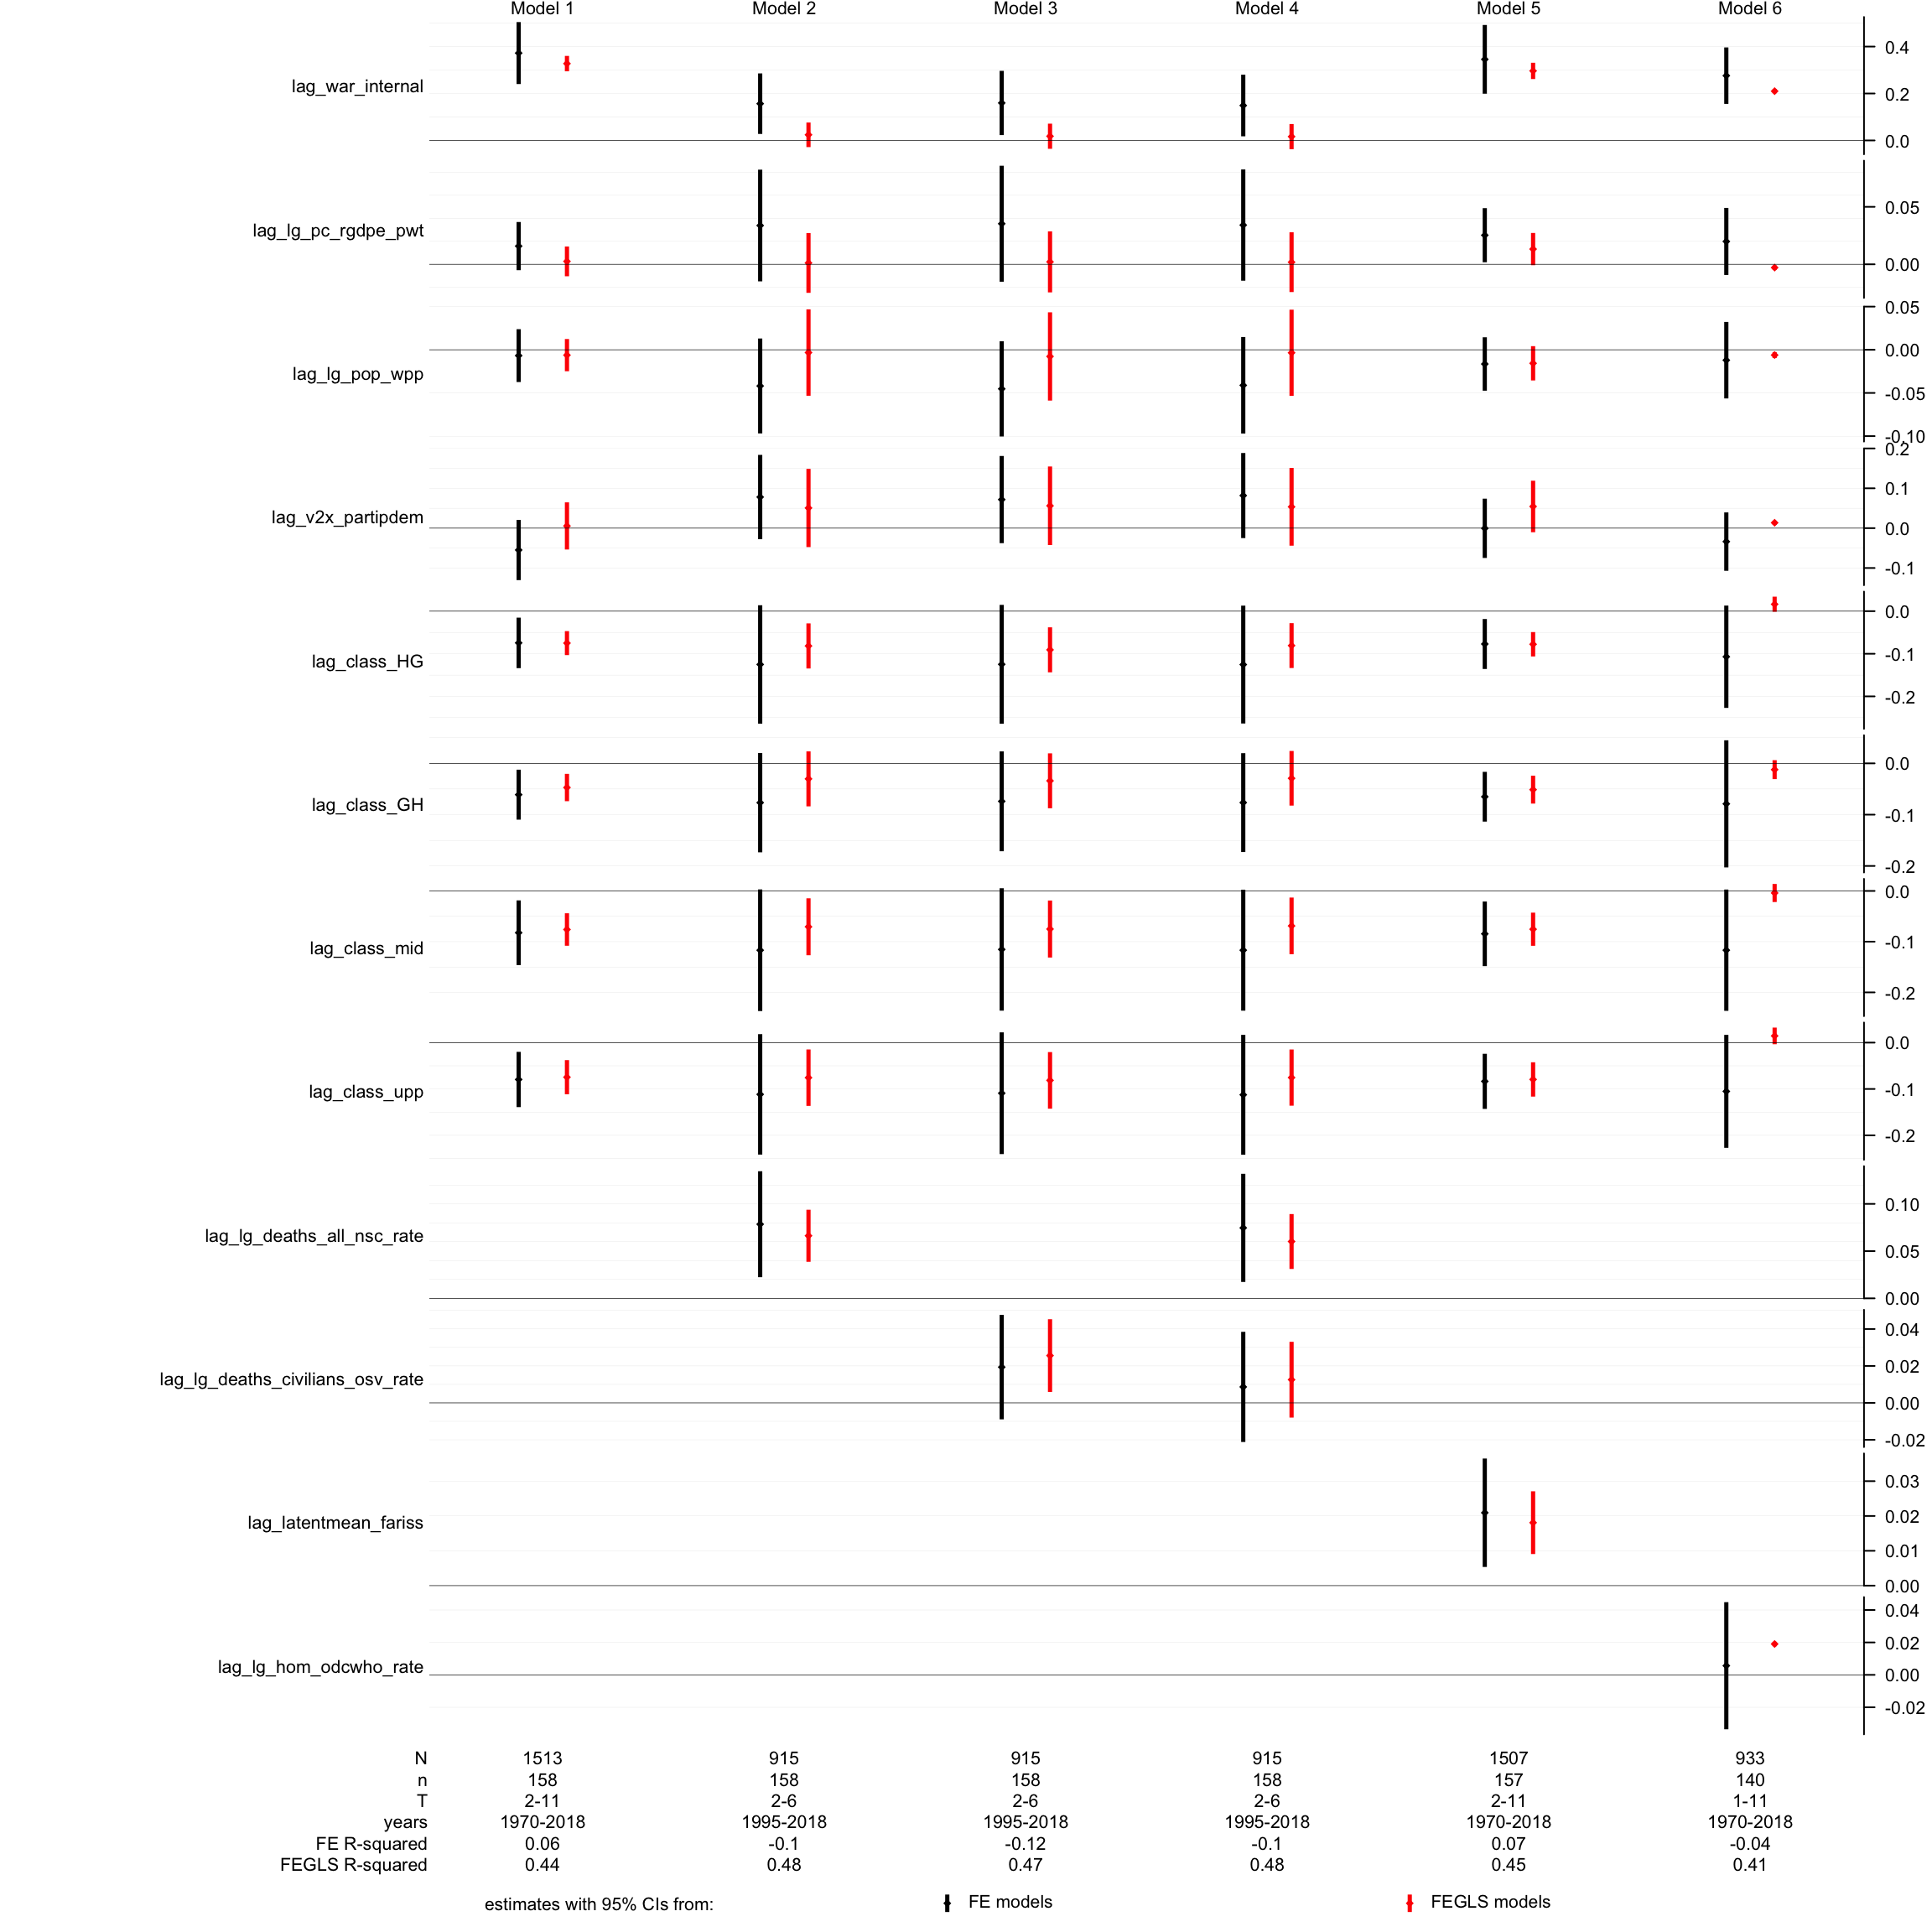 Model 1 Model 2 Model 3 Model 4 Model 5 Model 6
lag_war_internal
0.4
0.2
0.0
lag_lg_pc_rgdpe_pwt
0.05
0.00
lag_lg_pop_wpp
0.05
0.00
-0.05
-0.10
lag_v2x_partipdem
0.2
0.1
0.0
-0.1
lag_class_HG
0.0
-0.1
-0.2
lag_class_GH
0.0
-0.1
-0.2
lag_class_mid
0.0
-0.1
-0.2
lag_class_upp
0.0
-0.1
-0.2
lag_lg_deaths_all_nsc_rate
0.10
0.05
0.00
lag_lg_deaths_civilians_osv_rate
0.04
0.02
0.00
-0.02
lag_latentmean_fariss
0.03
0.02
0.01
0.00
lag_lg_hom_odcwho_rate
0.04
0.02
0.00
-0.02
N 1513 915 915 915 1507 933
n 158 158 158 158 157 140
T 2-11 2-6 2-6 2-6 2-11 1-11
years 1970-2018 1995-2018 1995-2018 1995-2018 1970-2018 1970-2018
FE R-squared 0.06 -0.1 -0.12 -0.1 0.07 -0.04
FEGLS R-squared 0.44 0.48 0.47 0.48 0.45 0.41
estimates with 95% CIs from: FE models FEGLS models